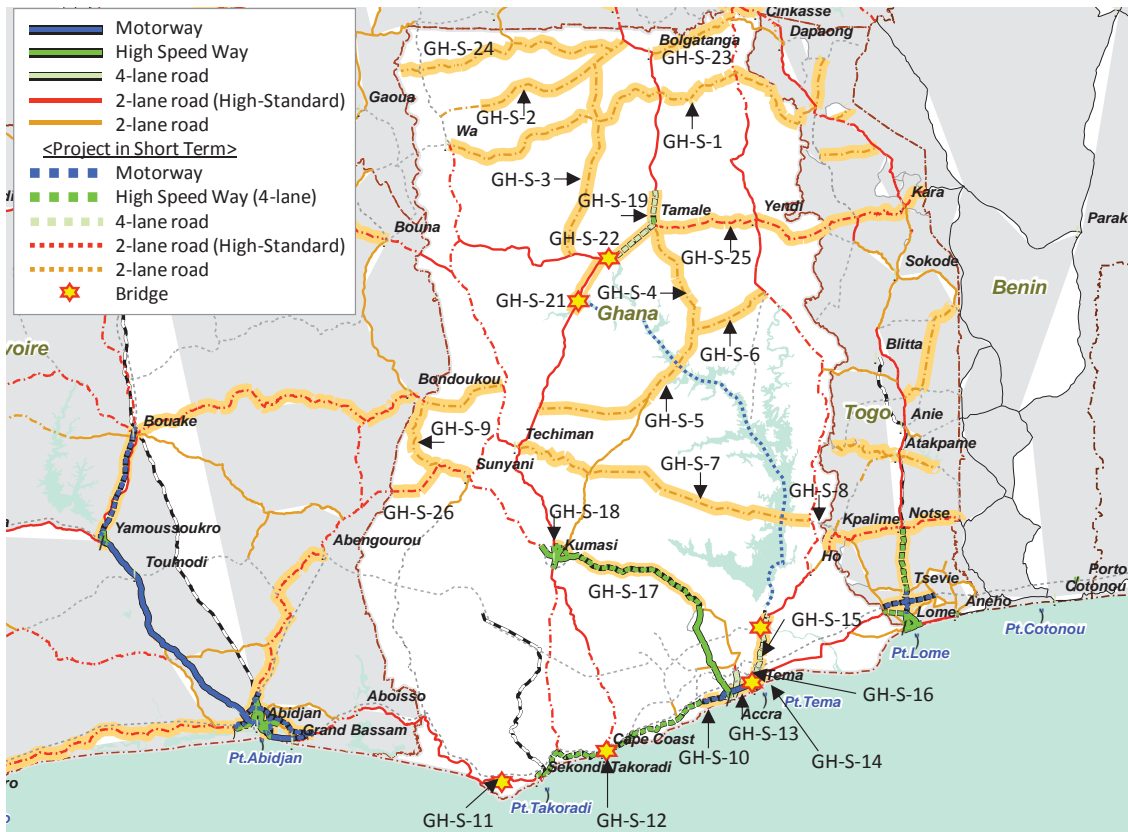 Motorway
High Speed Way
4-lane road
2-lane road (High-Standard)
2-lane road
<Project in Short Term>
Motorway
High Speed Way (4-lane)
4-lane road
2-lane road (High-Standard)
2-lane road
Bridge
Cinkasse
Dapaong
Bolgatanga
GH-S-24
GH-S-23
Gaoua
GH-S-2
Wa
GH-S-1
GH-S-3
Kara
GH-S-19
Tamale
Yendi
Parak
Bouna
GH-S-22
GH-S-25
Sokode
Benin
GH-S-21
GH-S-4
Ghana
voire
GH-S-6
Blitta
Bondoukou
Togo
GH-S-5
Anie
Bouake
GH-S-9
Techiman
Atakpame
Sunyani
GH-S-7
GH-S-8
GH-S-26
GH-S-18
Kpalime
Notse
Yamoussoukro
Abengourou
Kumasi
Ho
Toumodi
Tsevie
Porto
Cotonou
GH-S-17
Aneho
Lome
GH-S-15
Pt.Cotonou
Pt.Lome
Tema
Aboisso
GH-S-16
Pt.Tema
Abidjan
Accra
Grand Bassam
GH-S-13
Cape Coast
GH-S-10
Pt.Abidjan
GH-S-14
Sekondi Takoradi
ro
Pt.Takoradi
GH-S-11
GH-S-12